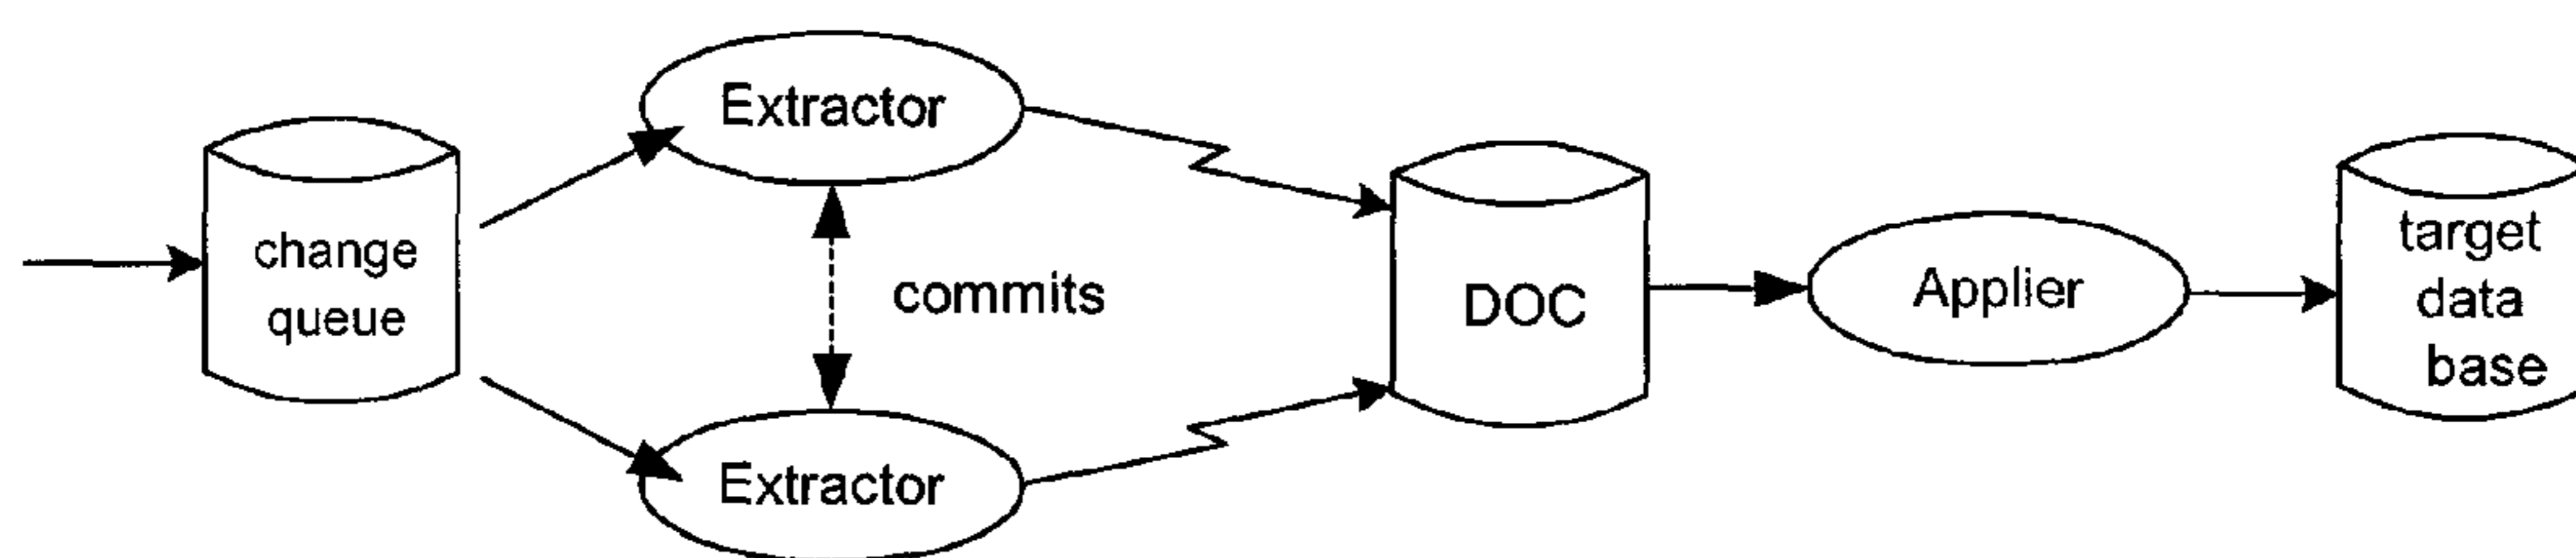 Extractor
change
queue
commits
Extractor
DOC
Applier
target
data
base